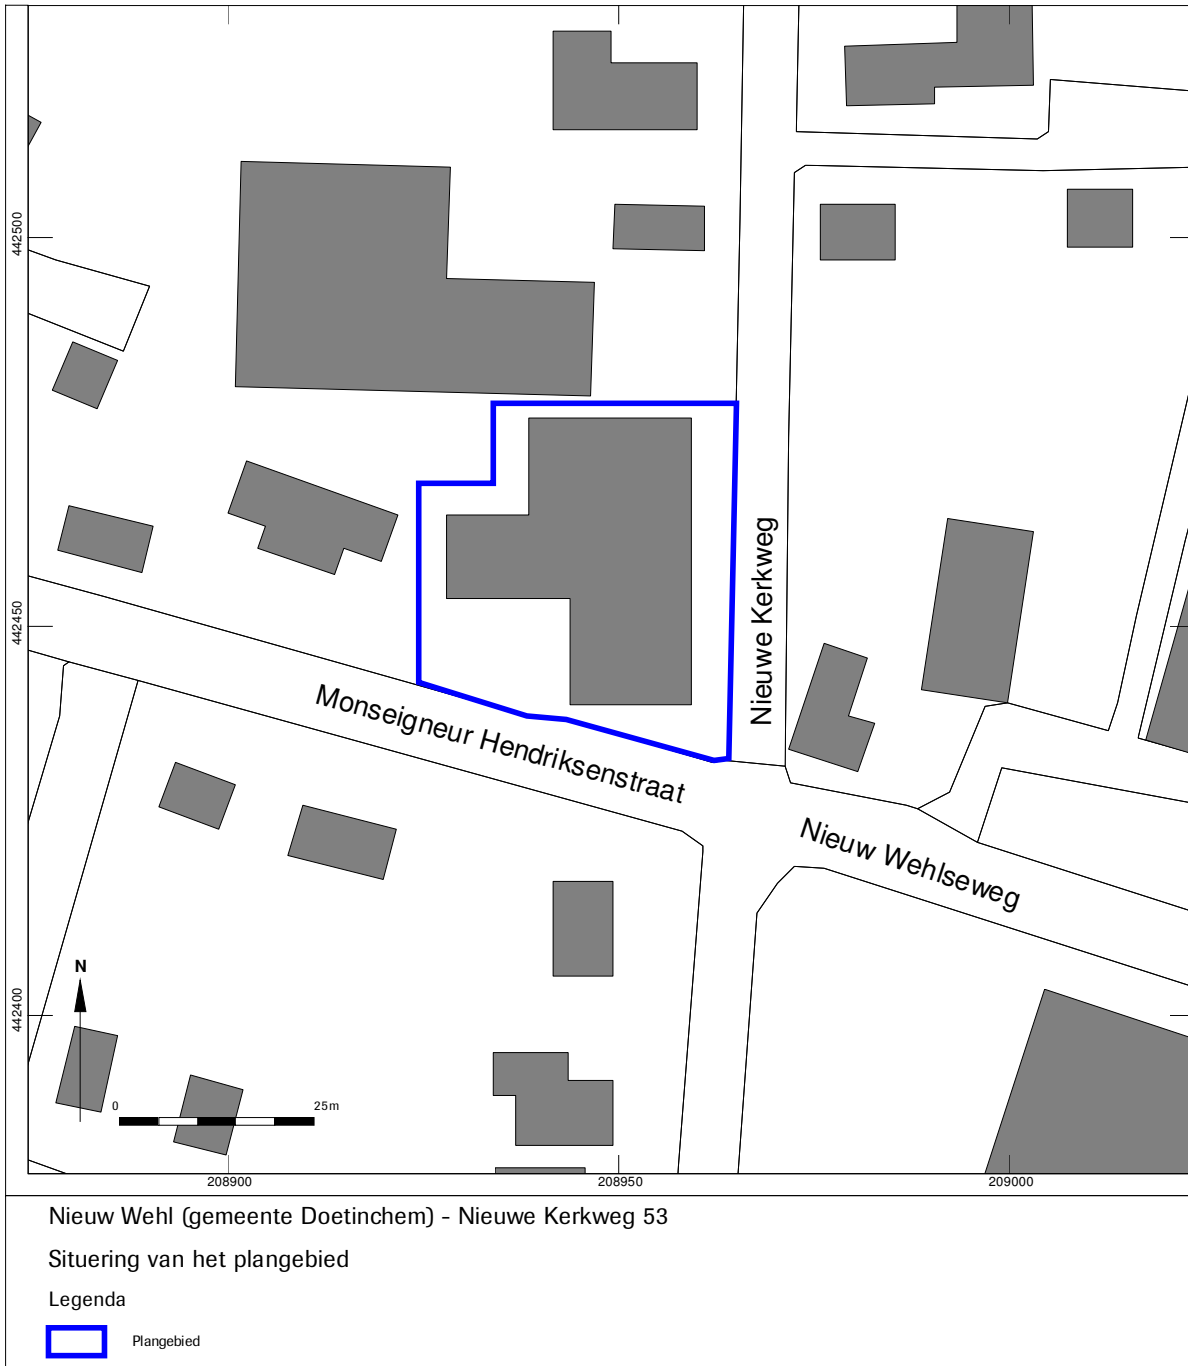 442500
442450
442400
Nieuwe Kerkweg
Monseigneur Hendriksenstraat
Nieuw Wehlseweg
N
0 25m
208900 208950 209000
Nieuw Wehl (gemeente Doetinchem) - Nieuwe Kerkweg 53
Situering van het plangebied
Legenda
Plangebied